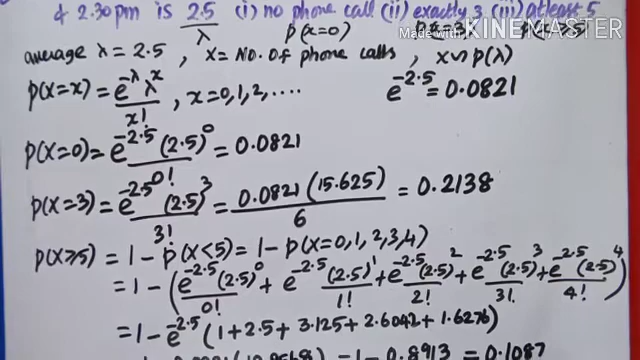 & 2.30pm is 2.5 (i) no phone call (ii) exactly 3 (iii) atleast 5
λ P(X=0) P(X=3) P(X≥5)
Made with KINEMASTER
average λ = 2.5 , X = No. of phone calls , X ~ P(λ)
P(X=x) = e^-λ λ^x / x! , x = 0, 1, 2, .... e^-2.5 = 0.0821
P(X=0) = e^-2.5 (2.5)^0 / 0! = 0.0821
P(X=3) = e^-2.5 (2.5)^3 / 3! = 0.0821 (15.625) / 6 = 0.2138
P(X≥5) = 1 - P(X<5) = 1 - P(X=0,1,2,3,4)
= 1 - (e^-2.5 (2.5)^0 / 0! + e^-2.5 (2.5)^1 / 1! + e^-2.5 (2.5)^2 / 2! + e^-2.5 (2.5)^3 / 3! + e^-2.5 (2.5)^4 / 4!)
= 1 - e^-2.5 (1 + 2.5 + 3.125 + 2.6042 + 1.6276)
= 1 - 0.8913 = 0.1087